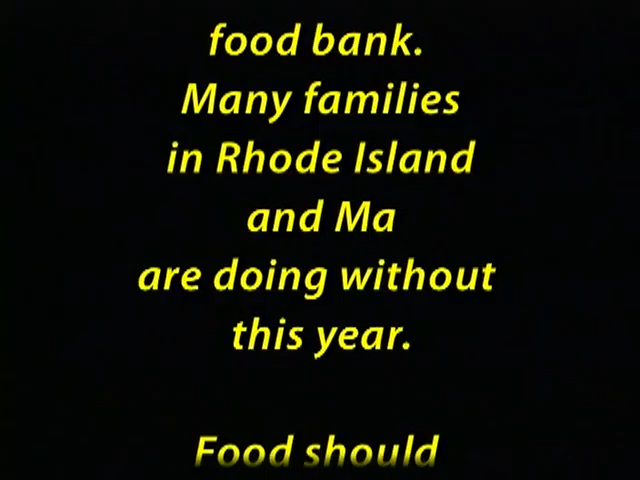 food bank.
Many families
in Rhode Island
and Ma
are doing without
this year.
Food should